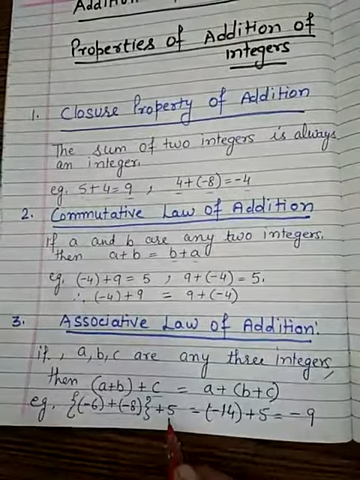 Properties of Addition of
Integers
1. Closure Property of Addition
The sum of two integers is always
an integer.
eg. 5+4=9 , 4+(-8)=-4
2. Commutative Law of Addition
If a and b are any two integers.
then a+b = b+a
eg. (-4)+9 = 5 ; 9+(-4)=5.
∴ (-4)+9 = 9+(-4)
3. Associative Law of Addition:
if, a,b,c are any three integers,
then (a+b)+c = a+(b+c)
eg. {(-6)+(-8)}+5 = (-14)+5 = -9